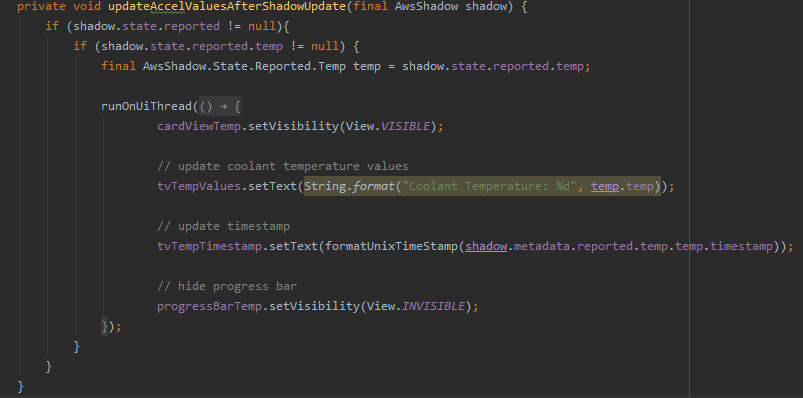 private void updateAccelValuesAfterShadowUpdate(final AwsShadow shadow) {
if (shadow.state.reported != null){
if (shadow.state.reported.temp != null) {
final AwsShadow.State.Reported.Temp temp = shadow.state.reported.temp;
runOnUiThread(() → {
cardViewTemp.setVisibility(View.VISIBLE);
// update coolant temperature values
tvTempValues.setText(String.format("Coolant Temperature: %d", temp.temp));
// update timestamp
tvTempTimestamp.setText(formatUnixTimeStamp(shadow.metadata.reported.temp.temp.timestamp));
// hide progress bar
progressBarTemp.setVisibility(View.INVISIBLE);
});
}
}
}